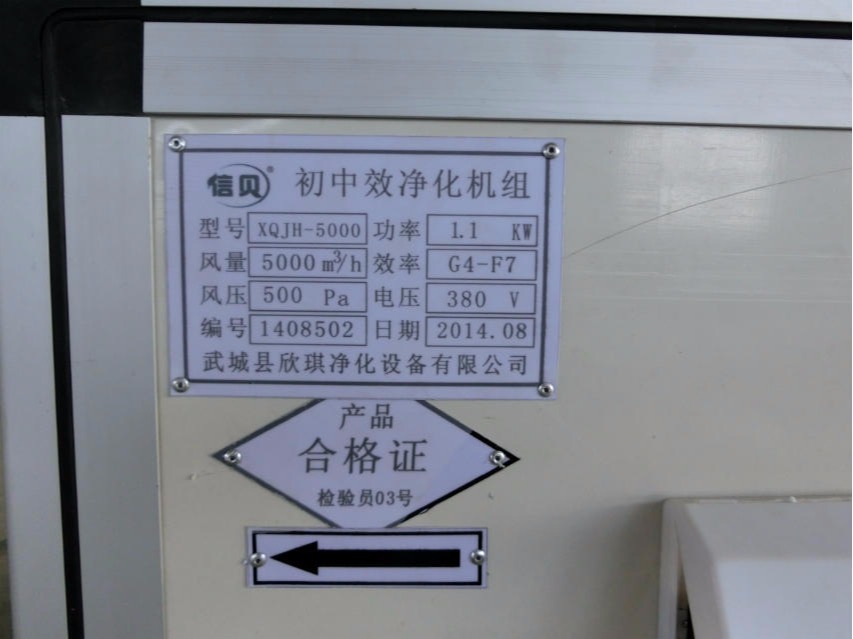 信贝® 初中效净化机组
型号 XQJH-5000 功率 1.1 KW
风量 5000 m³/h 效率 G4-F7
风压 500 Pa 电压 380 V
编号 1408502 日期 2014.08
武城县欣琪净化设备有限公司
产品
合格证
检验员03号